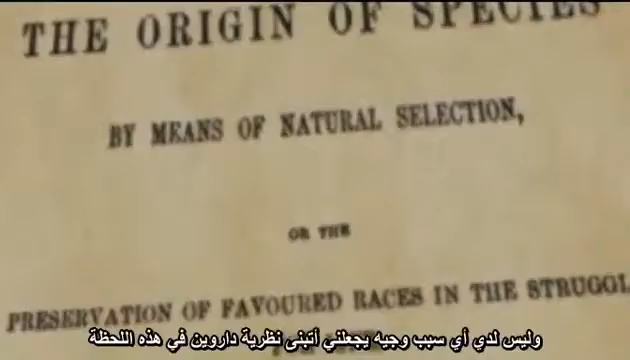 THE ORIGIN OF SPECIES
BY MEANS OF NATURAL SELECTION,
OR THE
PRESERVATION OF FAVOURED RACES IN THE STRUGGL
وليس لدي أي سبب وجيه يجعلني أتبنى نظرية داروين في هذه اللحظة